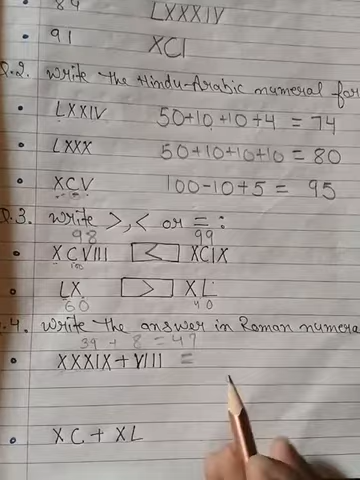 84 LXXXIV
91 XCI
Q.2. Write the Hindu-Arabic numeral for
LXXIV 50+10+10+4 = 74
LXXX 50+10+10+10 = 80
XCV 100-10+5 = 95
Q.3. Write >, < or = :
98 99
XCVIII < XCIX
100
LX > XL
60 40
Q.4. Write the answer in Roman numera
39 + 8 = 47
XXXIX + VIII =
XC + XL